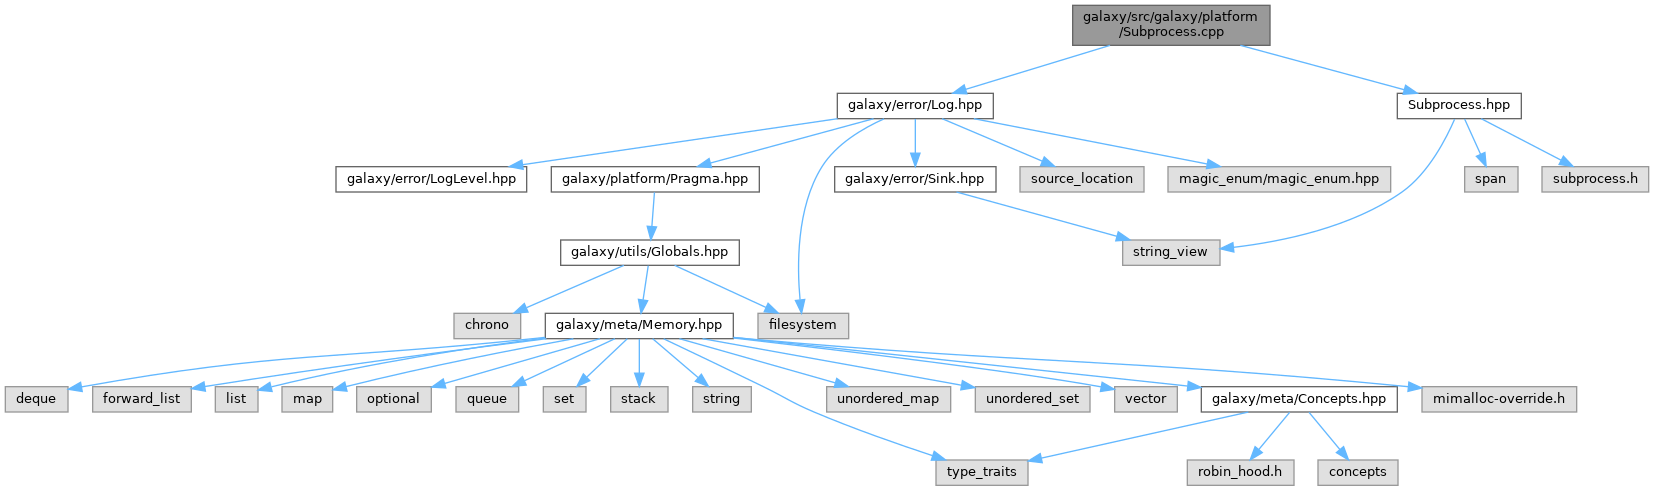 galaxy/src/galaxy/platform
/Subprocess.cpp
galaxy/error/Log.hpp
Subprocess.hpp
galaxy/error/LogLevel.hpp
galaxy/platform/Pragma.hpp
galaxy/error/Sink.hpp
source_location
magic_enum/magic_enum.hpp
span
subprocess.h
galaxy/utils/Globals.hpp
string_view
chrono
galaxy/meta/Memory.hpp
filesystem
deque
forward_list
list
map
optional
queue
set
stack
string
unordered_map
unordered_set
vector
galaxy/meta/Concepts.hpp
mimalloc-override.h
type_traits
robin_hood.h
concepts